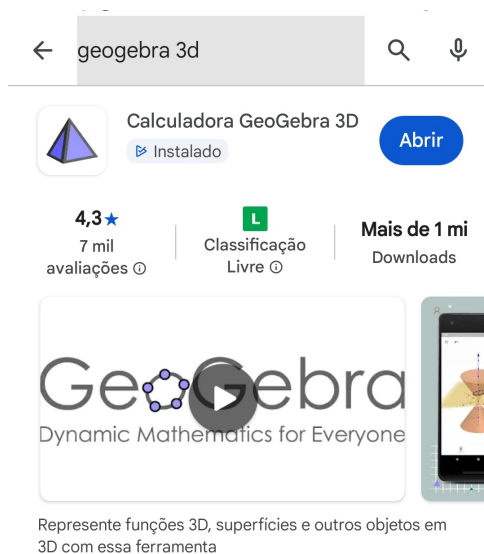 geogebra 3d
Calculadora GeoGebra 3D
Instalado
Abrir
4,3★
7 mil
avaliações
L
Classificação
Livre
Mais de 1 mi
Downloads
GeoGebra
Dynamic Mathematics for Everyone
Represente funções 3D, superfícies e outros objetos em
3D com essa ferramenta